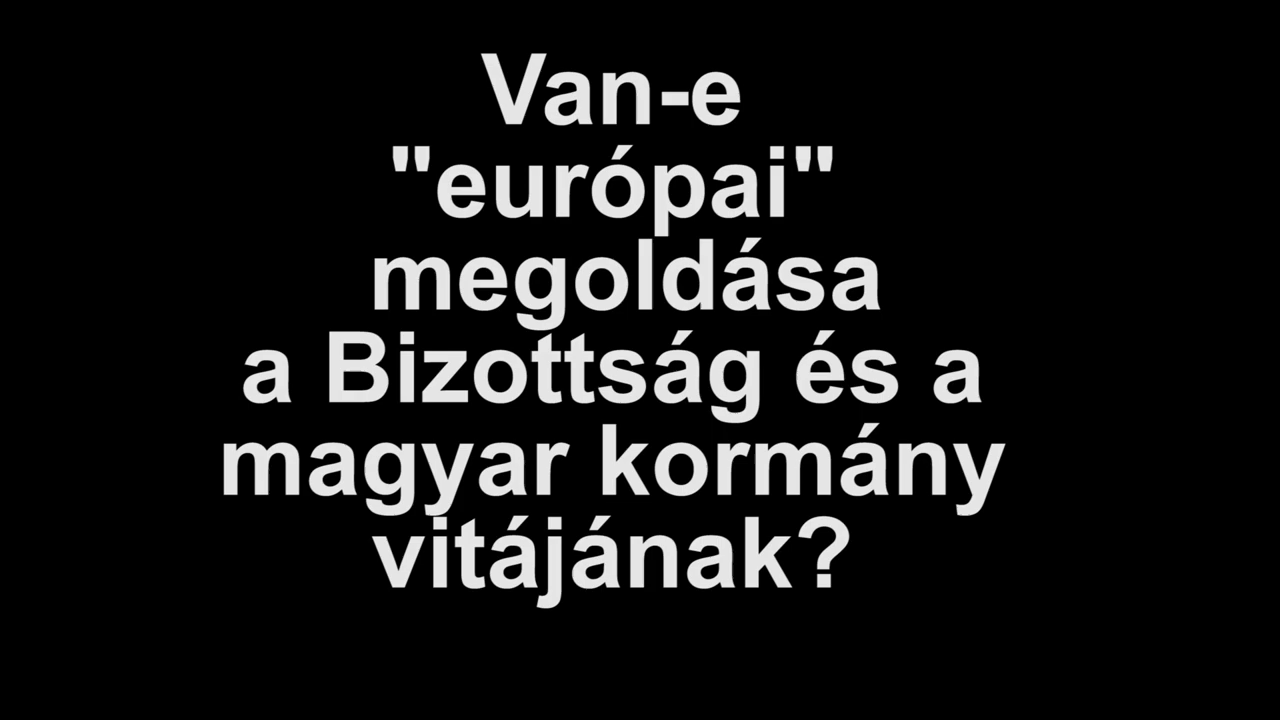 Van-e
"európai"
megoldása
a Bizottság és a
magyar kormány
vitájának?